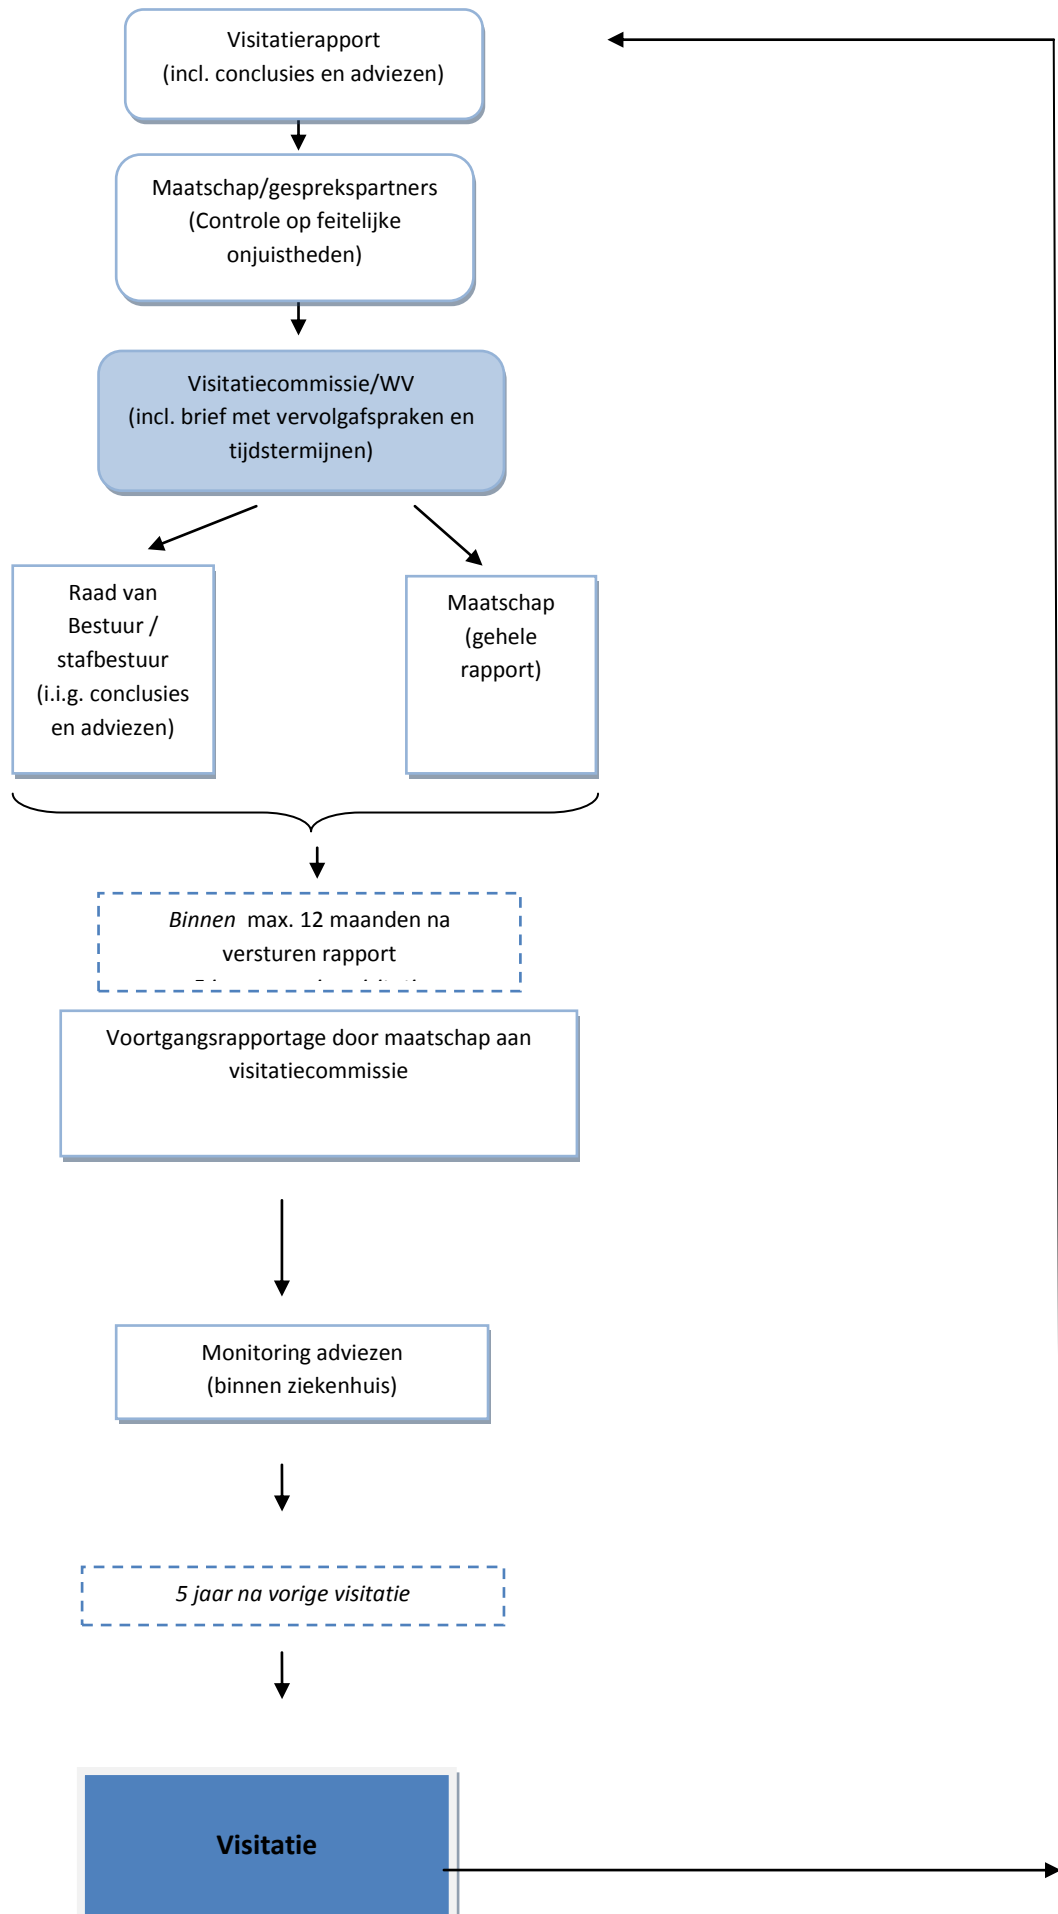 Visitatierapport
(incl. conclusies en adviezen)
Maatschap/gesprekspartners
(Controle op feitelijke
onjuistheden)
Visitatiecommissie/WV
(incl. brief met vervolgafspraken en
tijdstermijnen)
Raad van
Bestuur /
stafbestuur
(i.i.g. conclusies
en adviezen)
Maatschap
(gehele
rapport)
Binnen max. 12 maanden na
versturen rapport
Voortgangsrapportage door maatschap aan
visitatiecommissie
Monitoring adviezen
(binnen ziekenhuis)
5 jaar na vorige visitatie
Visitatie